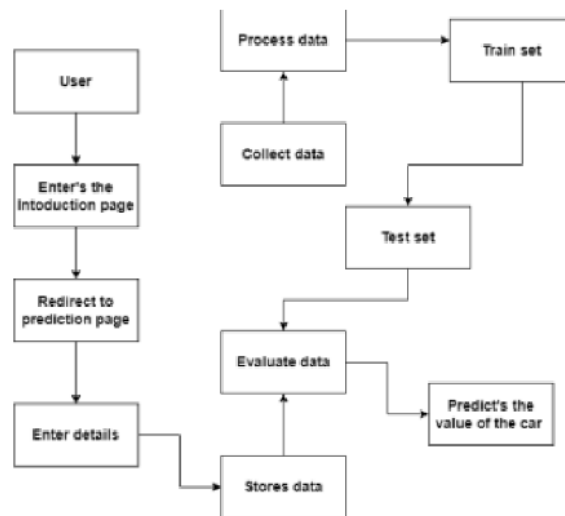 Process data
Train set
User
Collect data
Enter's the
Intoduction page
Test set
Redirect to
prediction page
Evaluate data
Predict's the
value of the car
Enter details
Stores data